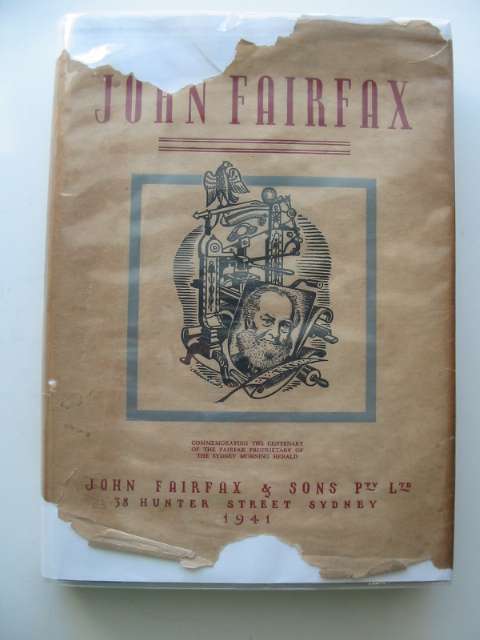 JOHN FAIRFAX
COMMEMORATING THE CENTENARY
OF THE FAIRFAX PROPRIETARY OF
THE SYDNEY MORNING HERALD
JOHN FAIRFAX & SONS PTY LTD
38 HUNTER STREET SYDNEY
1941